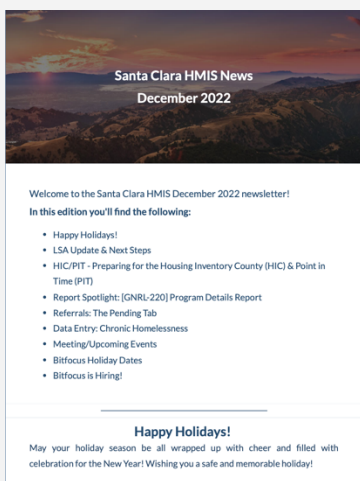 Santa Clara HMIS News
December 2022
Welcome to the Santa Clara HMIS December 2022 newsletter!
In this edition you'll find the following:
• Happy Holidays!
• LSA Update & Next Steps
• HIC/PIT - Preparing for the Housing Inventory County (HIC) & Point in
Time (PIT)
• Report Spotlight: [GNRL-220] Program Details Report
• Referrals: The Pending Tab
• Data Entry: Chronic Homelessness
• Meeting/Upcoming Events
• Bitfocus Holiday Dates
• Bitfocus is Hiring!
Happy Holidays!
May your holiday season be all wrapped up with cheer and filled with
celebration for the New Year! Wishing you a safe and memorable holiday!